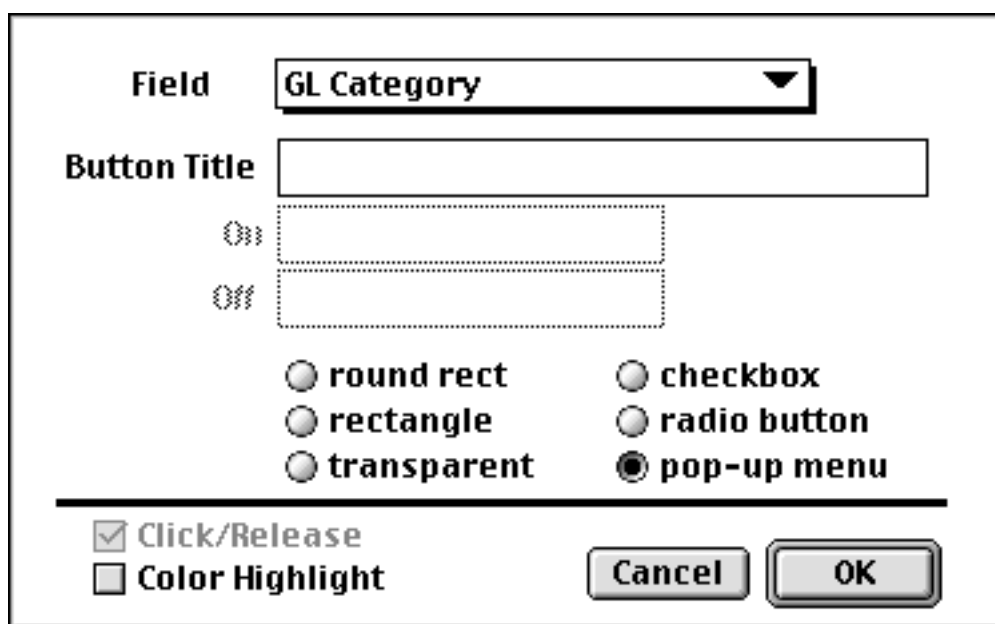 Field GL Category
Button Title
On
Off
round rect checkbox
rectangle radio button
transparent pop-up menu
Click/Release
Color Highlight Cancel OK